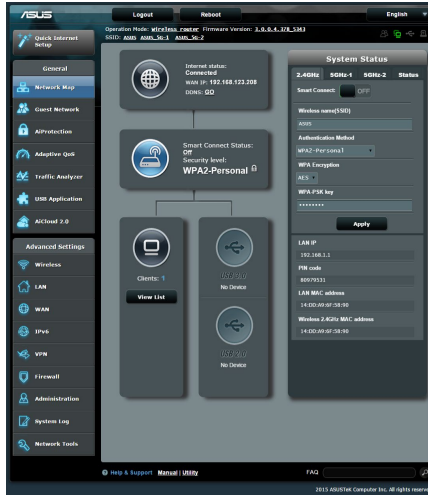 ASUS
Logout
Reboot
English
Operation Mode: Wireless router Firmware Version: 3.0.0.4.378_5343
SSID: ASUS ASUS_5G-1 ASUS_5G-2
Quick Internet
Setup
General
Network Map
Guest Network
AiProtection
Adaptive QoS
Traffic Analyzer
USB Application
AiCloud 2.0
Advanced Settings
Wireless
LAN
WAN
IPv6
VPN
Firewall
Administration
System Log
Network Tools
Internet status:
Connected
WAN IP: 192.168.123.208
DDNS: GO
Smart Connect Status:
Off
Security level:
WPA2-Personal
Clients: 1
View List
No Device
No Device
System Status
2.4GHz 5GHz-1 5GHz-2 Status
Smart Connect: OFF
Wireless name(SSID)
ASUS
Authentication Method
WPA2-Personal
WPA Encryption
AES
WPA-PSK key
••••••••
Apply
LAN IP
192.168.1.1
PIN code
80979531
LAN MAC address
14:DD:A9:6F:58:90
Wireless 2.4GHz MAC address
14:DD:A9:6F:58:90
Help & Support Manual | Utility
FAQ
2015 ASUSTeK Computer Inc. All rights reserve